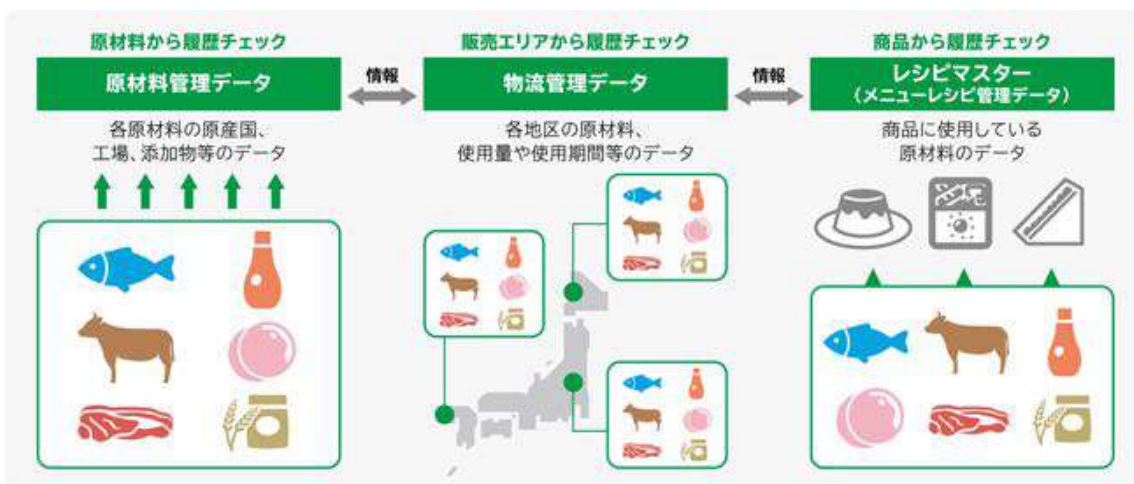 原材料から履歴チェック
原材料管理データ
各原材料の原産国、
工場、添加物等のデータ
情報
販売エリアから履歴チェック
物流管理データ
各地区の原材料、
使用量や使用期間等のデータ
情報
商品から履歴チェック
レシピマスター
（メニューレシピ管理データ）
商品に使用している
原材料のデータ